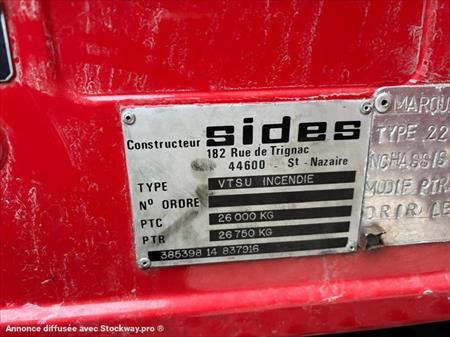 Constructeur sides
182 Rue de Trignac
44600 - St - Nazaire
TYPE VTSU INCENDIE
N° ORDRE
PTC 26 000 KG
PTR 26 750 KG
385398 14 837916
MARQU
TYPE .22
NCHASSIS
MODIF PTR
D.R.I.R. LE
Annonce diffusée avec Stockway.pro ®